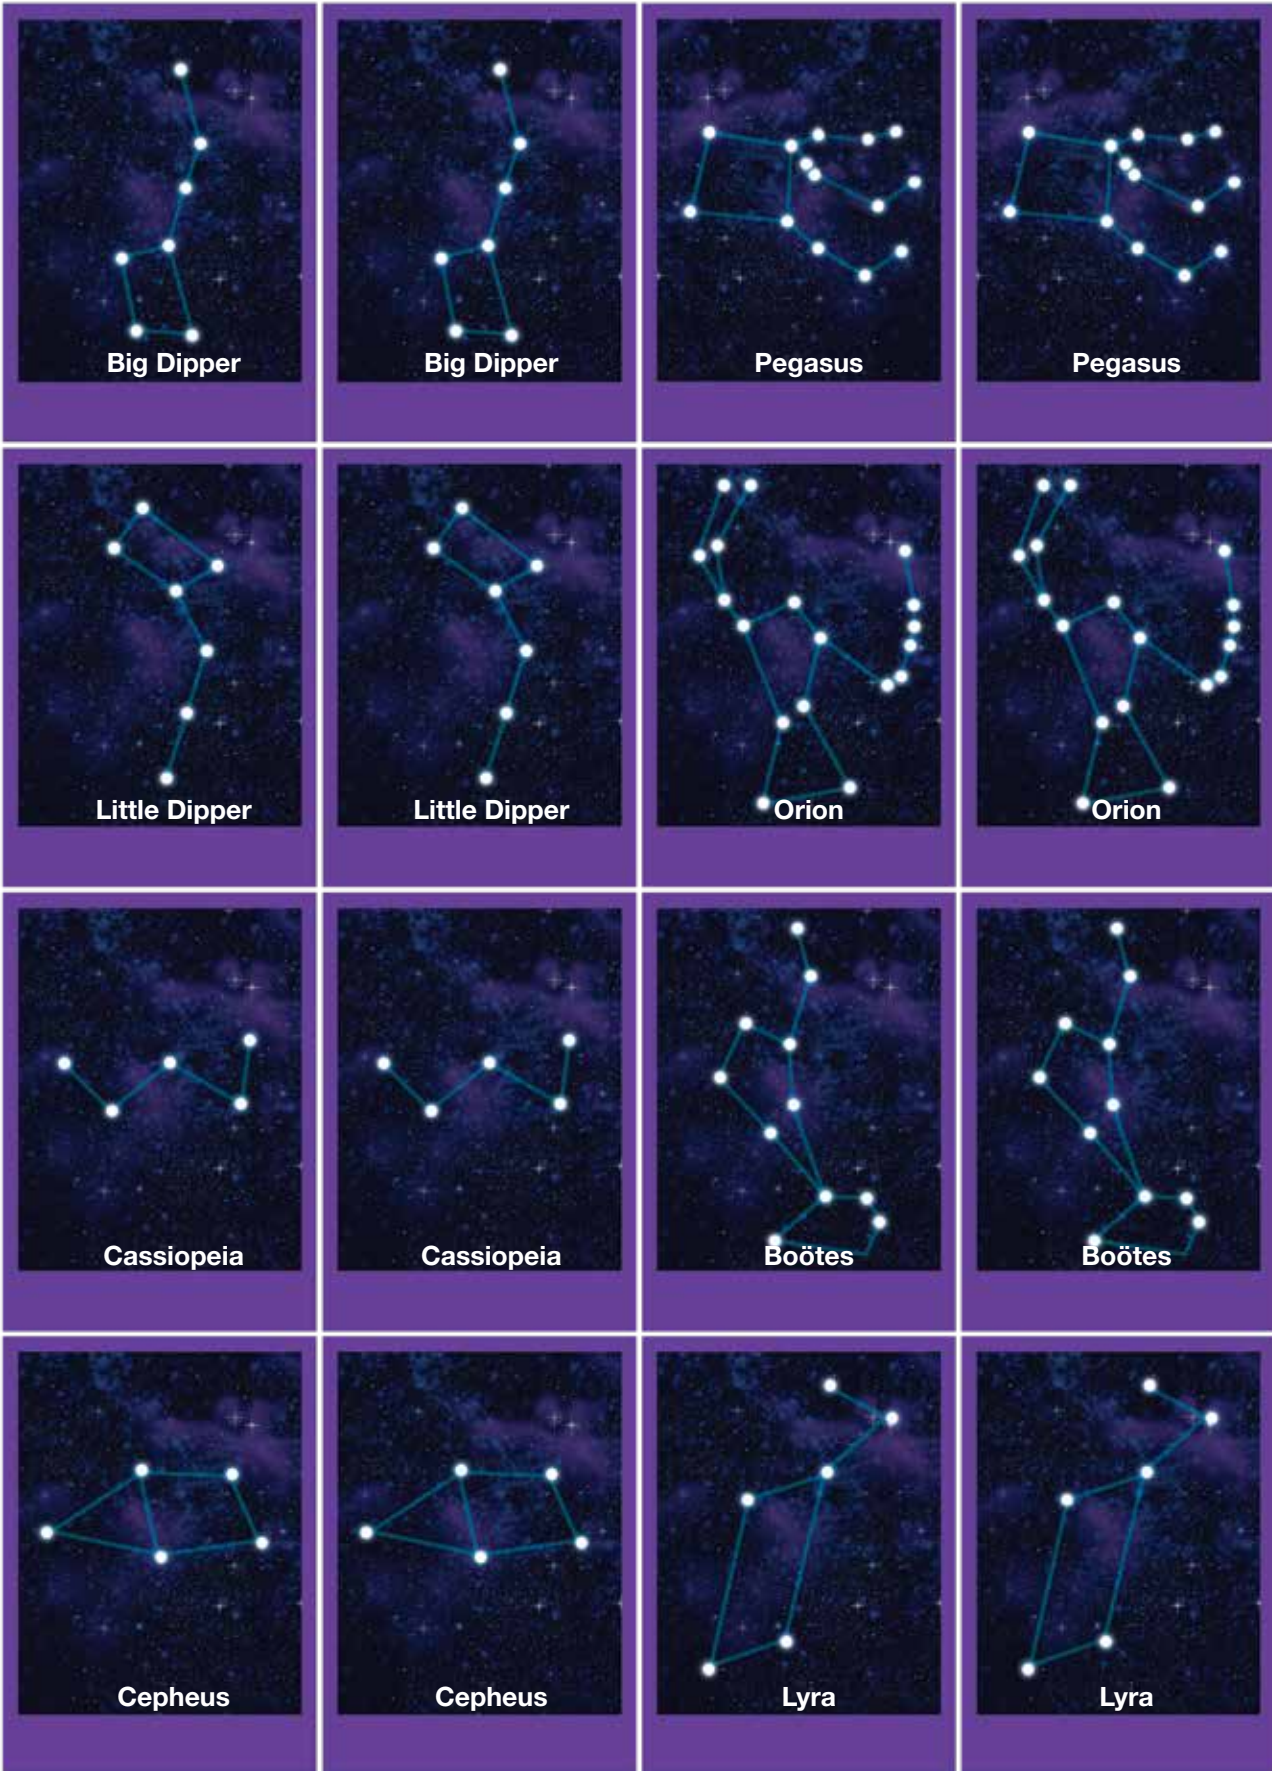 Big Dipper
Big Dipper
Pegasus
Pegasus
Little Dipper
Little Dipper
Orion
Orion
Cassiopeia
Cassiopeia
Boötes
Boötes
Cepheus
Cepheus
Lyra
Lyra